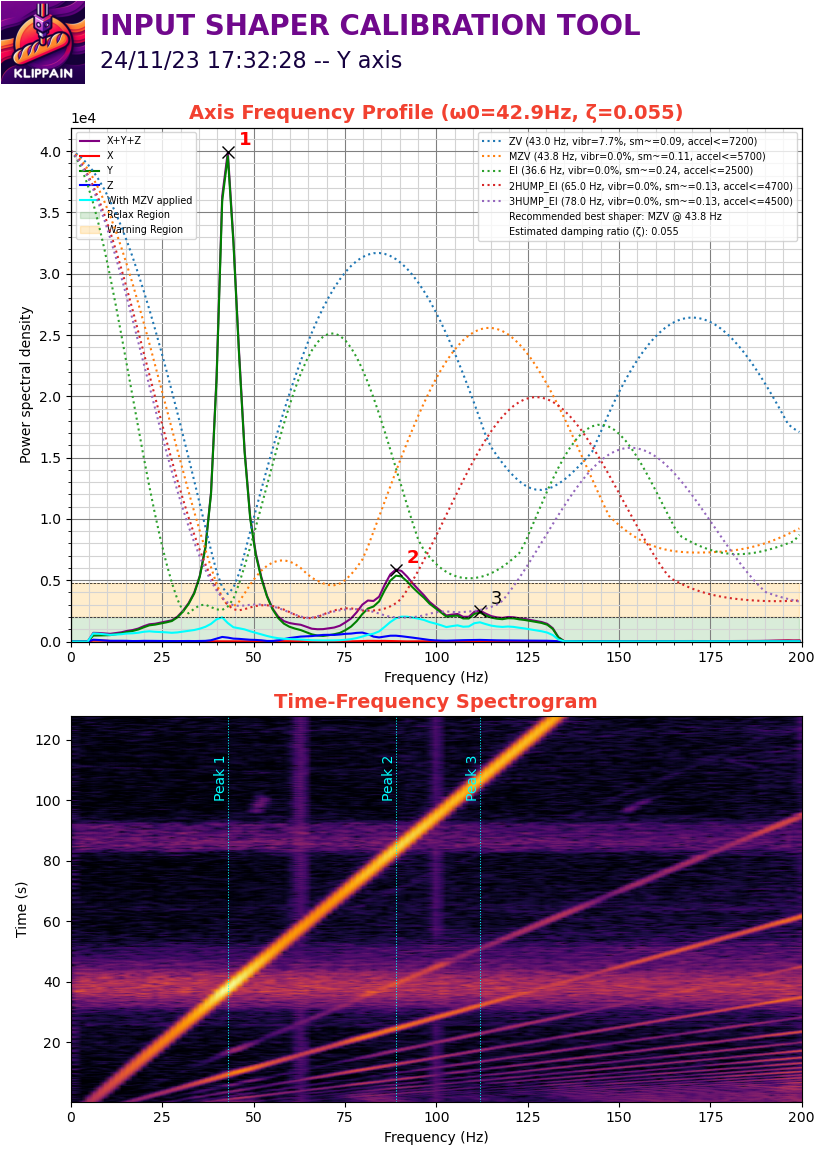 INPUT SHAPER CALIBRATION TOOL
24/11/23 17:32:28 -- Y axis
KLIPPAIN
Axis Frequency Profile (ω0=42.9Hz, ζ=0.055)
1e4
X+Y+Z
X
Y
Z
With MZV applied
Relax Region
Warning Region
ZV (43.0 Hz, vibr=7.7%, sm~=0.09, accel<=7200)
MZV (43.8 Hz, vibr=0.0%, sm~=0.11, accel<=5700)
EI (36.6 Hz, vibr=0.0%, sm~=0.24, accel<=2500)
2HUMP_EI (65.0 Hz, vibr=0.0%, sm~=0.13, accel<=4700)
3HUMP_EI (78.0 Hz, vibr=0.0%, sm~=0.13, accel<=4500)
Recommended best shaper: MZV @ 43.8 Hz
Estimated damping ratio (ζ): 0.055
1
2
3
Power spectral density
4.0
3.5
3.0
2.5
2.0
1.5
1.0
0.5
0.0
0 25 50 75 100 125 150 175 200
Frequency (Hz)
Time-Frequency Spectrogram
Peak 1
Peak 2
Peak 3
Time (s)
120
100
80
60
40
20
0 25 50 75 100 125 150 175 200
Frequency (Hz)